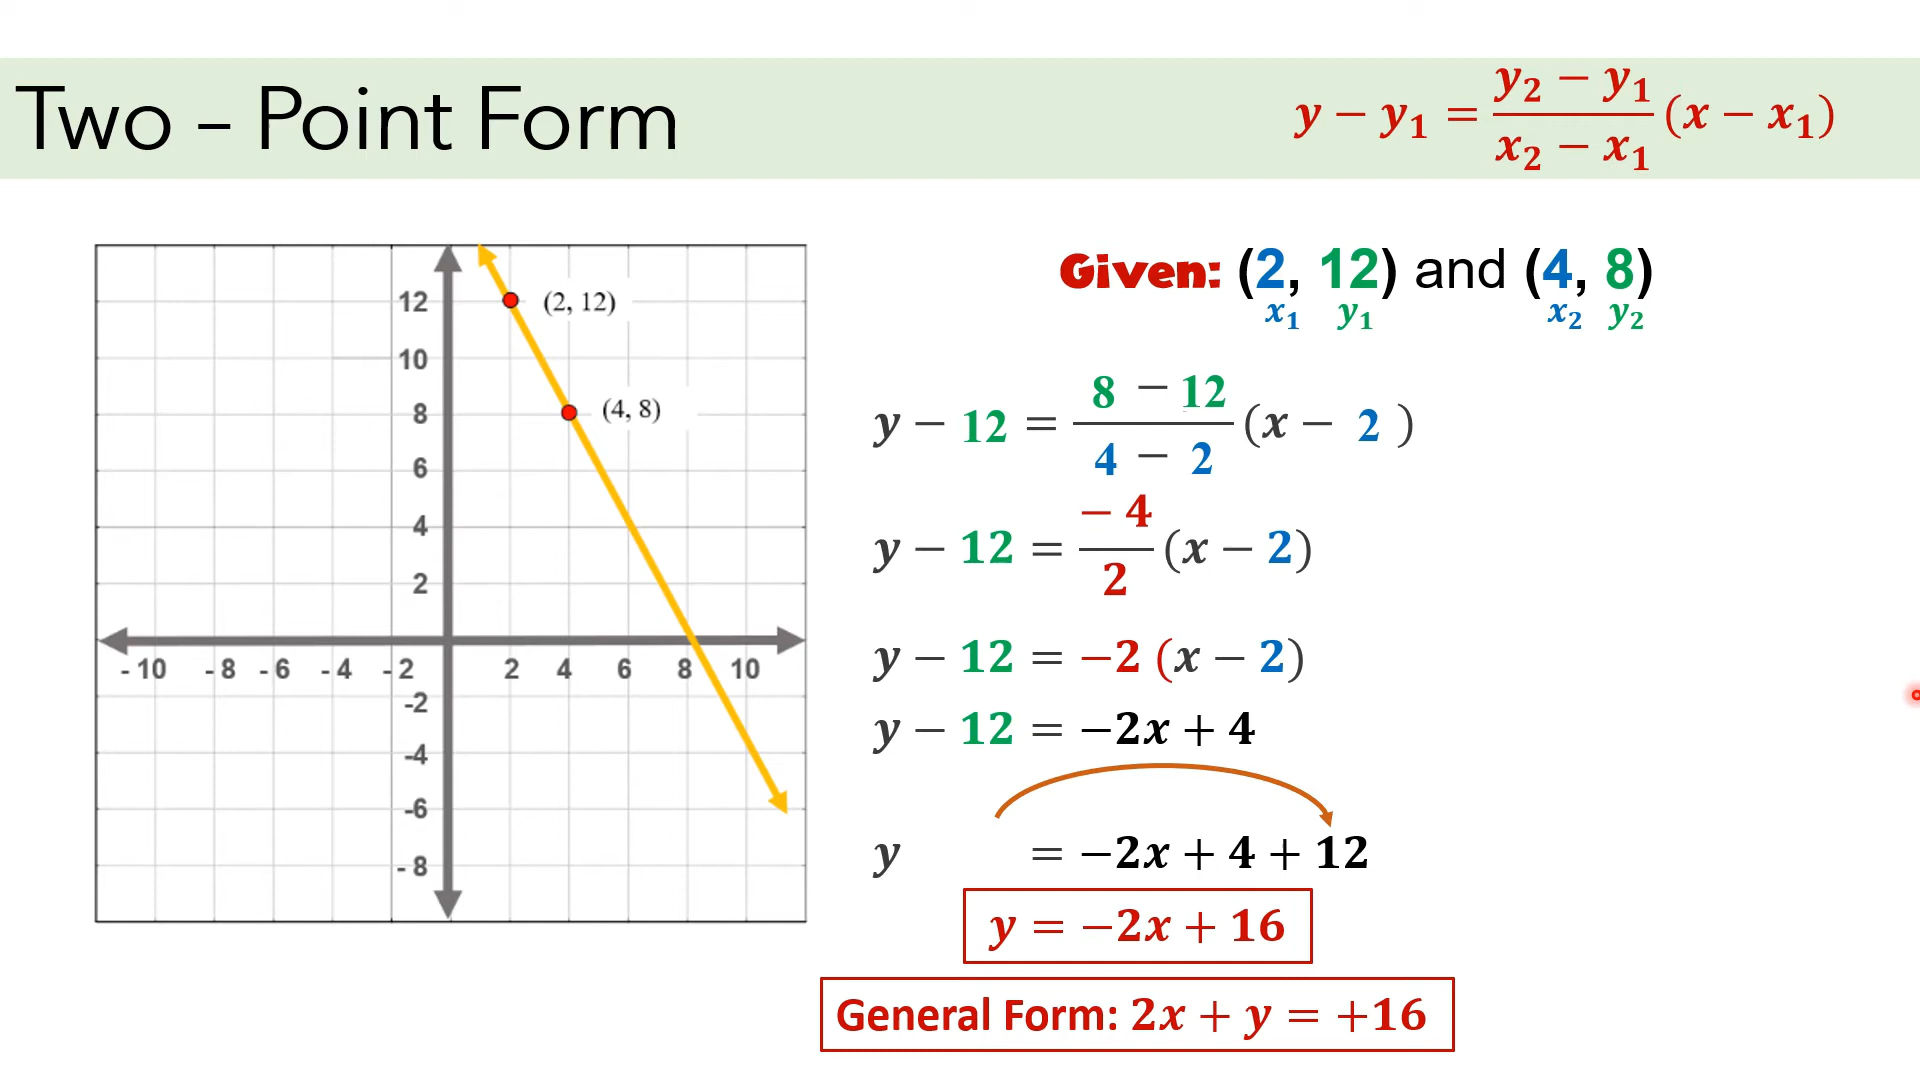 Two – Point Form
y − y₁ = (y₂ − y₁)/(x₂ − x₁) (x − x₁)
Given: (2, 12) and (4, 8)
x₁ y₁ x₂ y₂
12
(2, 12)
10
8
(4, 8)
6
4
2
-10 -8 -6 -4 -2 2 4 6 8 10
-2
-4
-6
-8
y − 12 = (8 − 12)/(4 − 2) (x − 2)
y − 12 = −4/2 (x − 2)
y − 12 = −2 (x − 2)
y − 12 = −2x + 4
y = −2x + 4 + 12
y = −2x + 16
General Form: 2x + y = +16